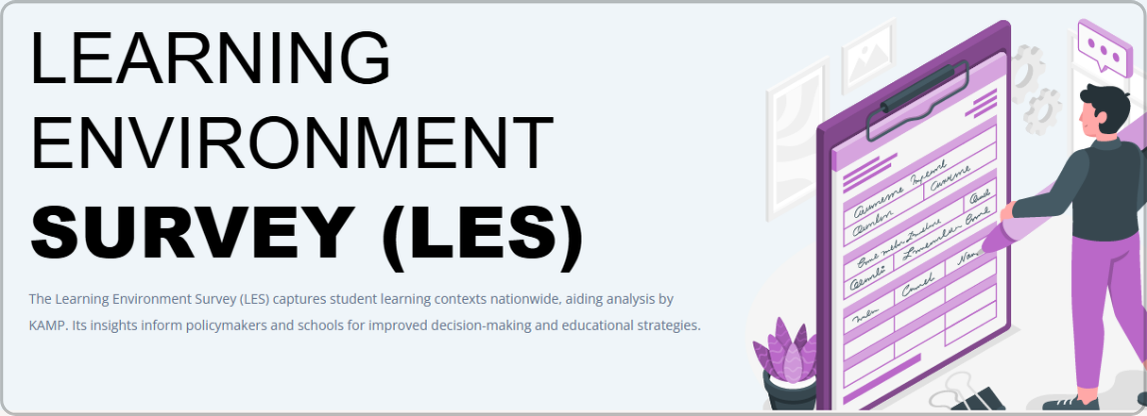 LEARNING
ENVIRONMENT
SURVEY (LES)
The Learning Environment Survey (LES) captures student learning contexts nationwide, aiding analysis by
KAMP. Its insights inform policymakers and schools for improved decision-making and educational strategies.